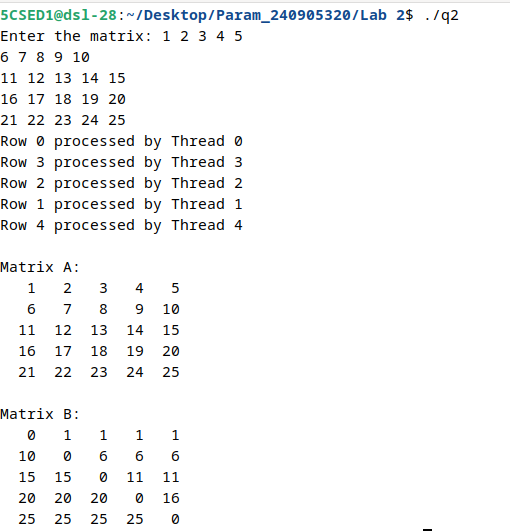 5CSED1@dsl-28:~/Desktop/Param_240905320/Lab 2$ ./q2
Enter the matrix: 1 2 3 4 5
6 7 8 9 10
11 12 13 14 15
16 17 18 19 20
21 22 23 24 25
Row 0 processed by Thread 0
Row 3 processed by Thread 3
Row 2 processed by Thread 2
Row 1 processed by Thread 1
Row 4 processed by Thread 4

Matrix A:
   1   2   3   4   5
   6   7   8   9  10
  11  12  13  14  15
  16  17  18  19  20
  21  22  23  24  25

Matrix B:
   0   1   1   1   1
  10   0   6   6   6
  15  15   0  11  11
  20  20  20   0  16
  25  25  25  25   0